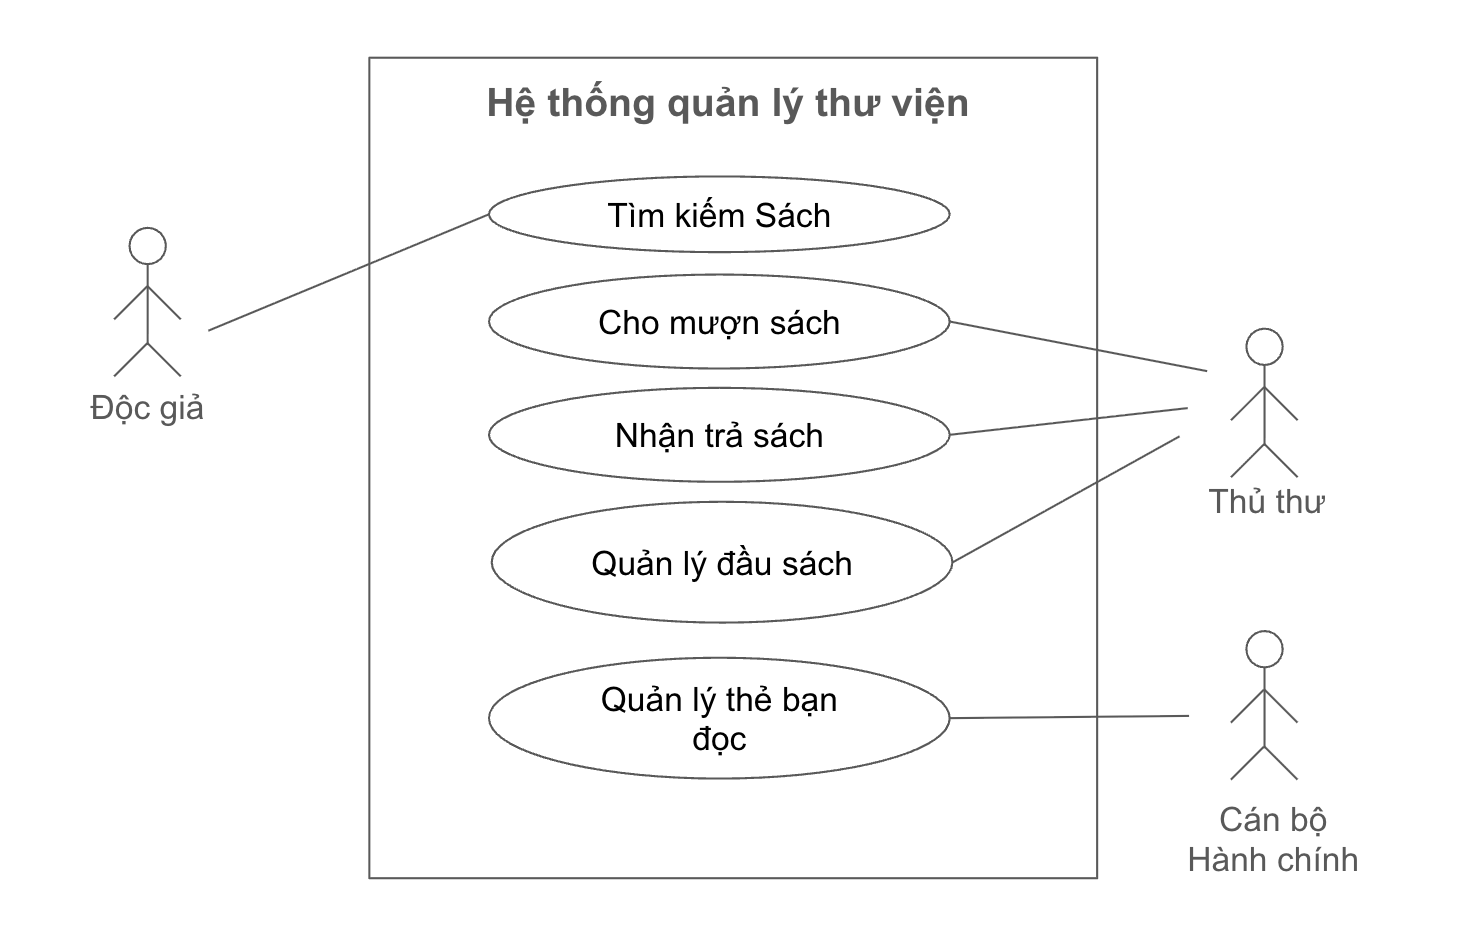 Hệ thống quản lý thư viện
Tìm kiếm Sách
Cho mượn sách
Độc giả
Nhận trả sách
Thủ thư
Quản lý đầu sách
Quản lý thẻ bạn
đọc
Cán bộ
Hành chính